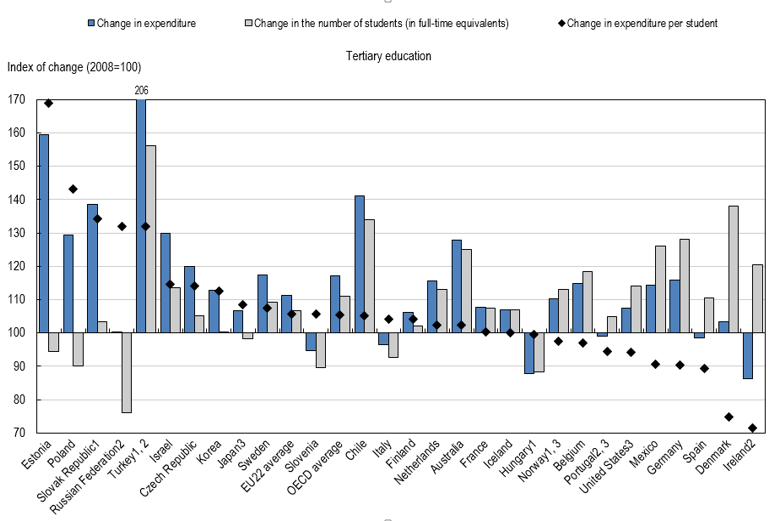 Change in expenditure
Change in the number of students (in full-time equivalents)
Change in expenditure per student
Tertiary education
Index of change (2008=100)
206
170
160
150
140
130
120
110
100
90
80
70
Estonia
Poland
Slovak Republic1
Russian Federation2
Turkey1, 2
Israel
Czech Republic
Korea
Japan3
Sweden
EU22 average
Slovenia
OECD average
Chile
Italy
Finland
Netherlands
Australia
France
Iceland
Hungary1
Norway1, 3
Belgium
Portugal2, 3
United States3
Mexico
Germany
Spain
Denmark
Ireland2